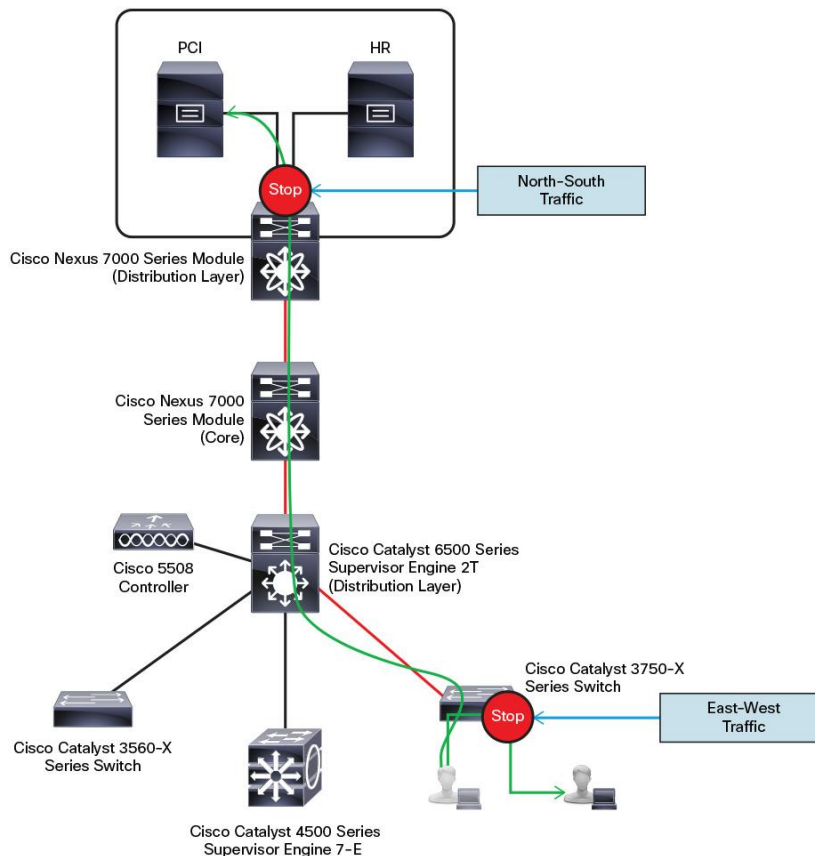 PCI
HR
Stop
North-South
Traffic
Cisco Nexus 7000 Series Module
(Distribution Layer)
Cisco Nexus 7000
Series Module
(Core)
Cisco 5508
Controller
Cisco Catalyst 6500 Series
Supervisor Engine 2T
(Distribution Layer)
Cisco Catalyst 3750-X
Series Switch
Stop
East-West
Traffic
Cisco Catalyst 3560-X
Series Switch
Cisco Catalyst 4500 Series
Supervisor Engine 7-E